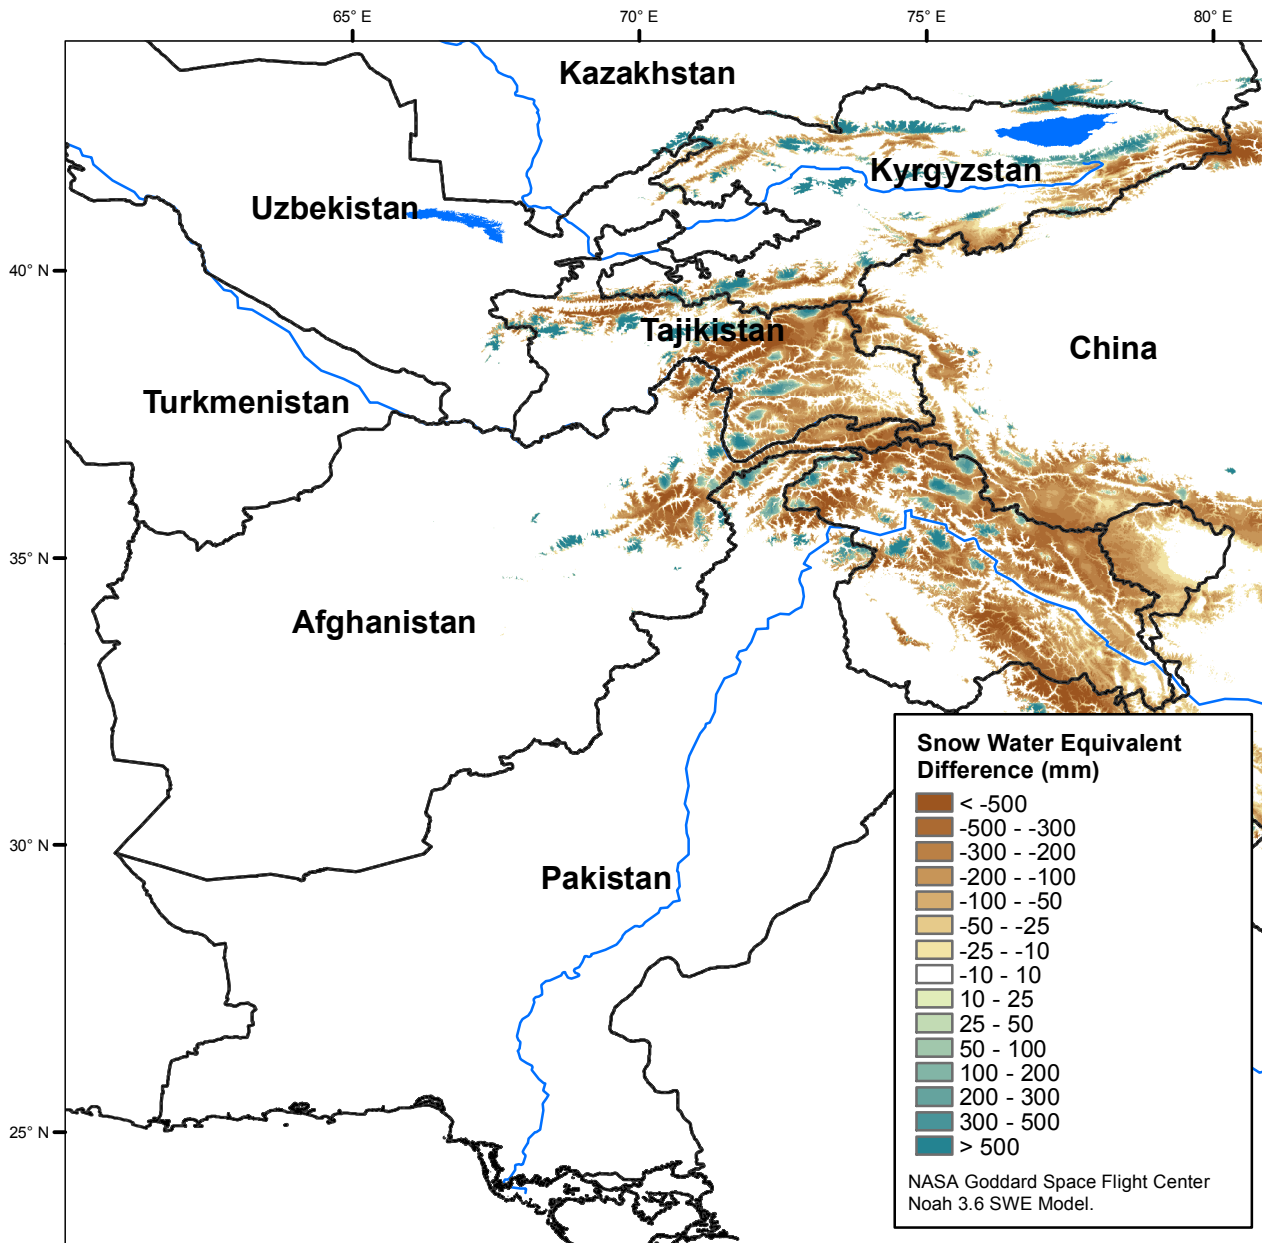 65° E
70° E
75° E
80° E
Kazakhstan
Kyrgyzstan
Uzbekistan
40° N
Tajikistan
China
Turkmenistan
35° N
Afghanistan
30° N
Pakistan
25° N
Snow Water Equivalent
Difference (mm)
< -500
-500 - -300
-300 - -200
-200 - -100
-100 - -50
-50 - -25
-25 - -10
-10 - 10
10 - 25
25 - 50
50 - 100
100 - 200
200 - 300
300 - 500
> 500
NASA Goddard Space Flight Center
Noah 3.6 SWE Model.